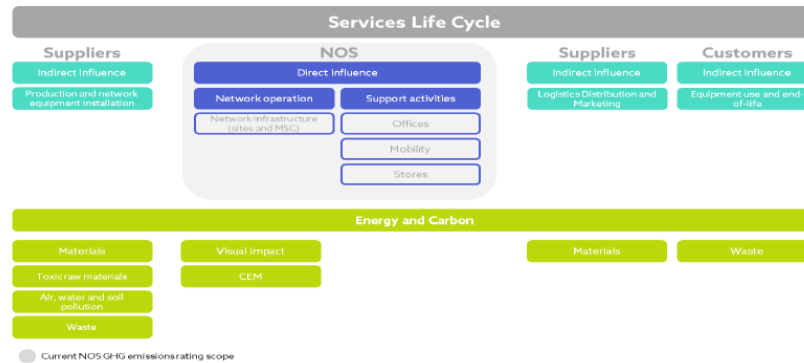 Services Life Cycle
Suppliers
NOS
Suppliers
Customers
Indirect influence
Direct influence
Indirect influence
Indirect influence
Production and network
equipment installation
Network operation
Support activities
Logistics Distribution and
Marketing
Equipment use and end-
of-life
Network infrastructure
(sites and MSC)
Offices
Mobility
Stores
Energy and Carbon
Materials
Visual impact
Materials
Waste
Toxic raw materials
CEM
Air, water and soil
pollution
Waste
Current NOS GHG emissions rating scope